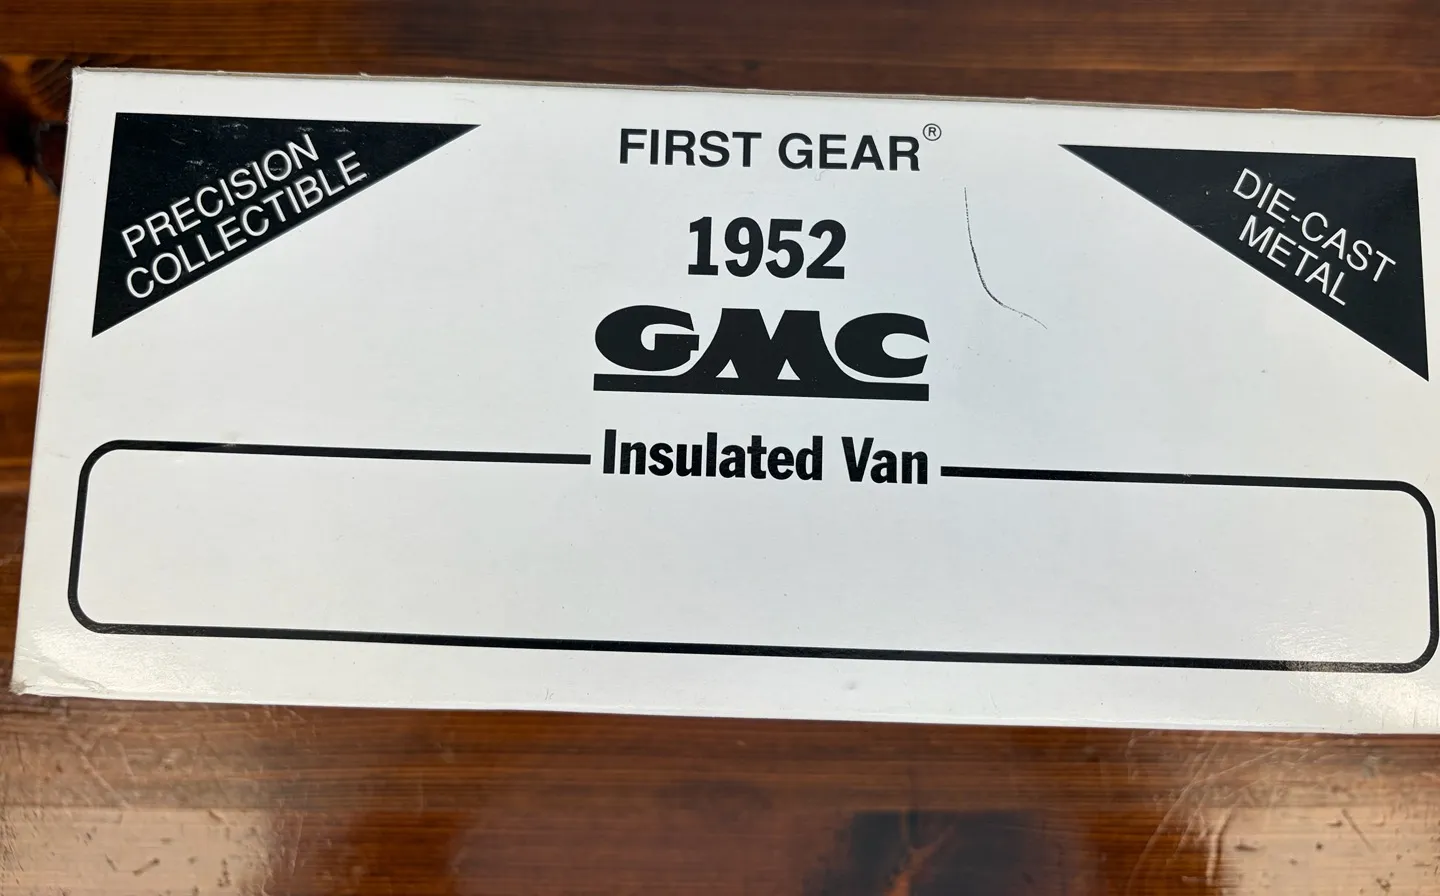 FIRST GEAR®
PRECISION
COLLECTIBLE
DIE-CAST
METAL
1952
GMC
Insulated Van